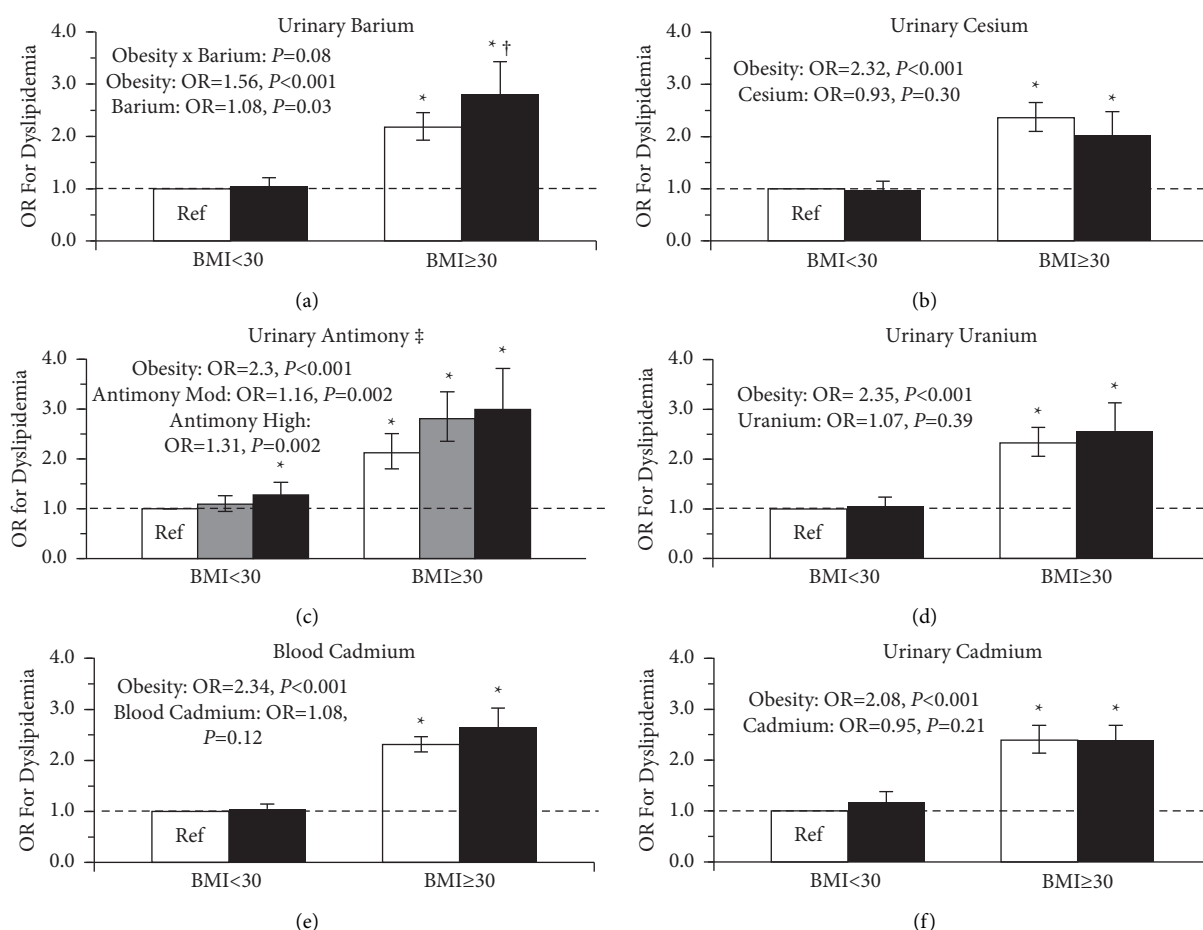 Urinary Barium
OR For Dyslipidemia
4.0
3.0
2.0
1.0
0.0
Obesity x Barium: P=0.08
Obesity: OR=1.56, P<0.001
Barium: OR=1.08, P=0.03
*
* †
Ref
BMI<30
BMI≥30
(a)
Urinary Cesium
OR For Dyslipidemia
4.0
3.0
2.0
1.0
0.0
Obesity: OR=2.32, P<0.001
Cesium: OR=0.93, P=0.30
*
*
Ref
BMI<30
BMI≥30
(b)
Urinary Antimony ‡
OR for Dyslipidemia
4.0
3.0
2.0
1.0
0.0
Obesity: OR=2.3, P<0.001
Antimony Mod: OR=1.16, P=0.002
Antimony High:
OR=1.31, P=0.002
*
*
*
*
Ref
BMI<30
BMI≥30
(c)
Urinary Uranium
OR For Dyslipidemia
4.0
3.0
2.0
1.0
0.0
Obesity: OR= 2.35, P<0.001
Uranium: OR=1.07, P=0.39
*
*
Ref
BMI<30
BMI≥30
(d)
Blood Cadmium
OR For Dyslipidemia
4.0
3.0
2.0
1.0
0.0
Obesity: OR=2.34, P<0.001
Blood Cadmium: OR=1.08,
P=0.12
*
*
Ref
BMI<30
BMI≥30
(e)
Urinary Cadmium
OR For Dyslipidemia
4.0
3.0
2.0
1.0
0.0
Obesity: OR=2.08, P<0.001
Cadmium: OR=0.95, P=0.21
*
*
Ref
BMI<30
BMI≥30
(f)